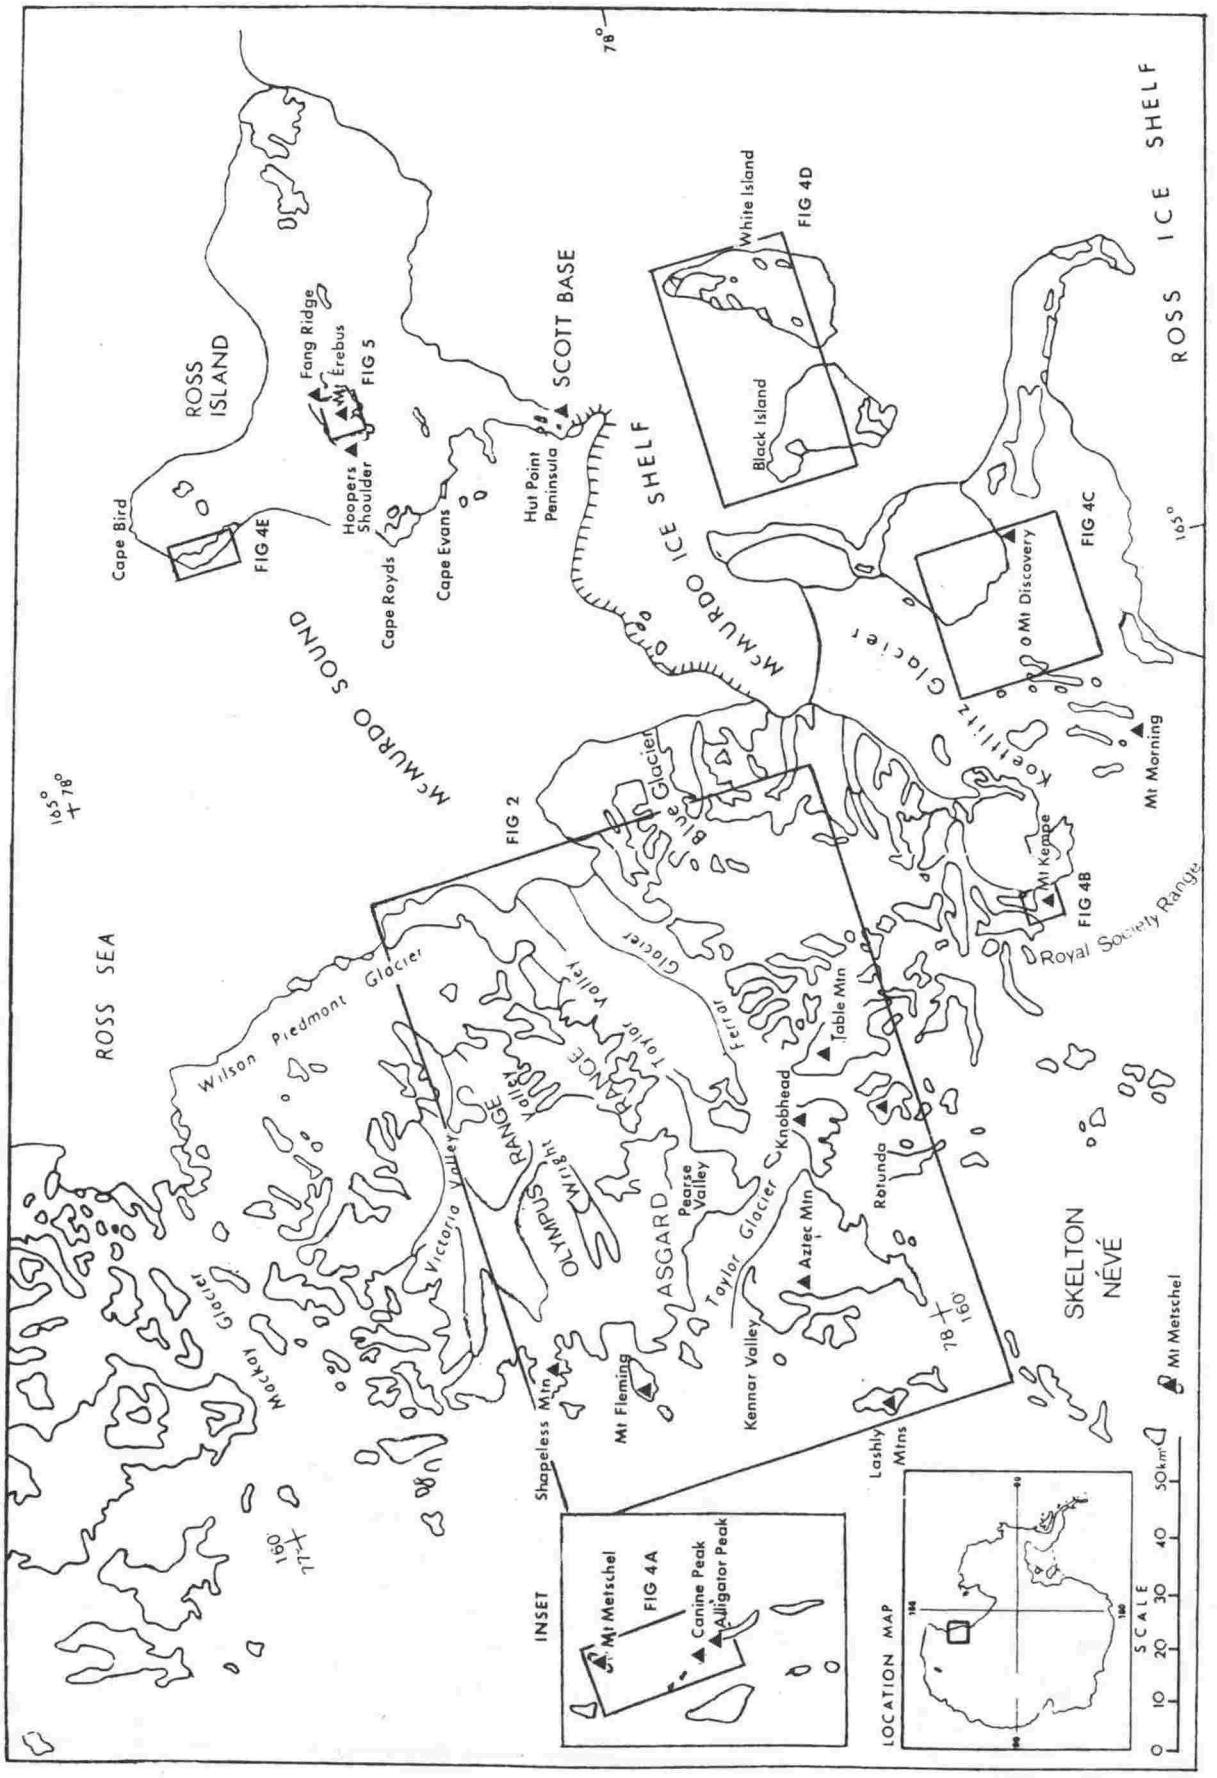 78°
ROSS ICE SHELF
ROSS
ISLAND
Fang Ridge
Mt Erebus
FIG 5
Hoopers
Shoulder
Cape Bird
FIG 4E
Cape Royds
Cape Evans
Hut Point
Peninsula
SCOTT BASE
White Island
FIG 4D
Black Island
McMURDO ICE SHELF
McMURDO SOUND
165°
78°
ROSS SEA
FIG 2
Blue Glacier
Koettlitz Glacier
Mt Discovery
FIG 4C
165°
Mt Morning
Mt Kempe
FIG 4B
Royal Society Range
Wilson Piedmont Glacier
Taylor Valley
Ferrar Glacier
Table Mtn
Knobhead
Rotunda
Victoria Valley
OLYMPUS RANGE
Wright Valley
ASGARD RANGE
Pearse
Valley
Taylor Glacier
Aztec Mtn
Kennar Valley
Mackay Glacier
Shapeless Mtn
Mt Fleming
Lashly
Mtns
78
160°
SKELTON
NÉVÉ
Mt Metschel
160°
77
INSET
Mt Metschel
FIG 4A
Canine Peak
Alligator Peak
LOCATION MAP
180
SCALE
0 10 20 30 40 50km